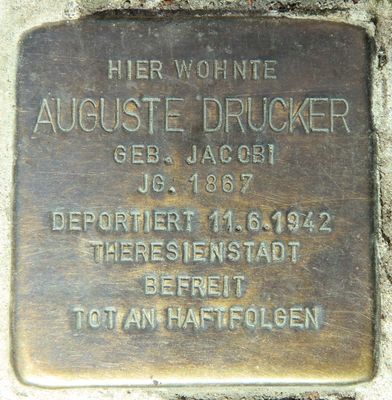 HIER WOHNTE
AUGUSTE DRUCKER
GEB. JACOBI
JG. 1867
DEPORTIERT 11.6.1942
THERESIENSTADT
BEFREIT
TOT AN HAFTFOLGEN